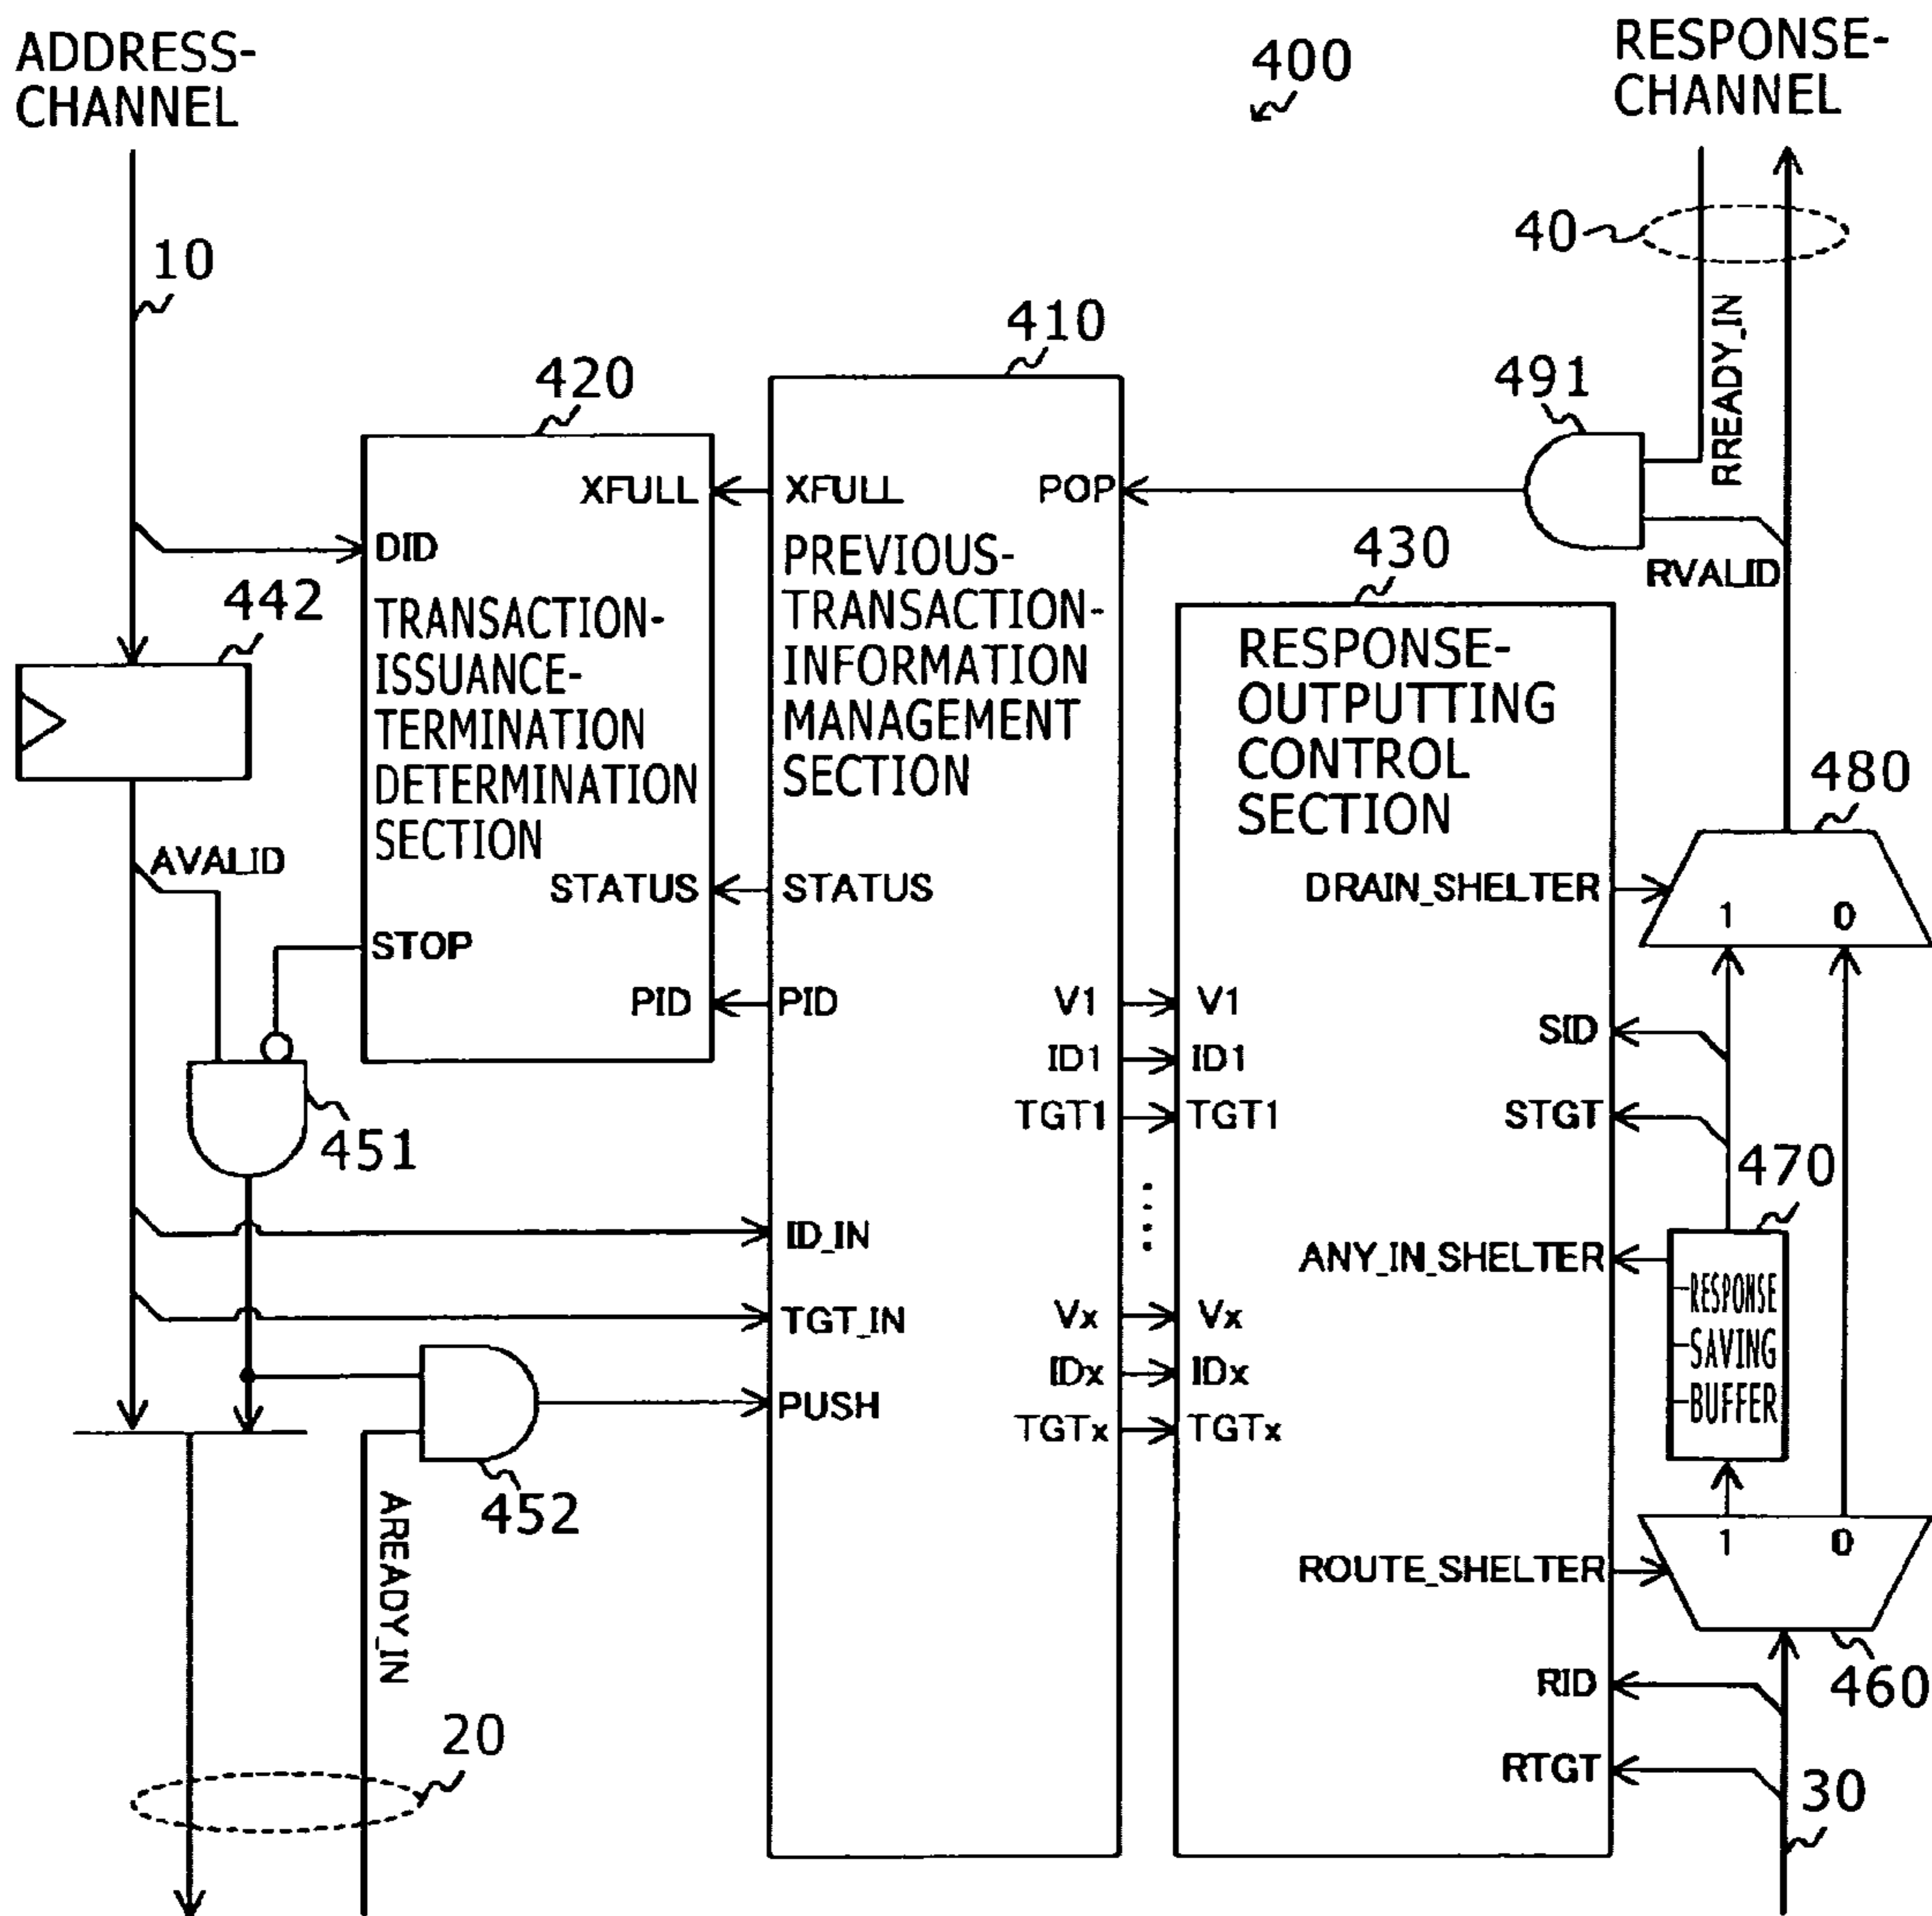 ADDRESS-
CHANNEL
10
442
AVALID
451
452
AREADY_IN
20
420
XFULL
DID
TRANSACTION-
ISSUANCE-
TERMINATION
DETERMINATION
SECTION
STATUS
STOP
PID
410
XFULL
POP
PREVIOUS-
TRANSACTION-
INFORMATION
MANAGEMENT
SECTION
STATUS
PID
V1
ID1
TGT1
ID_IN
TGT_IN
Vx
IDx
PUSH
TGTx
400
430
RESPONSE-
OUTPUTTING
CONTROL
SECTION
DRAIN_SHELTER
V1
SID
ID1
TGT1
STGT
ANY_IN_SHELTER
Vx
IDx
TGTx
ROUTE_SHELTER
RID
RTGT
RESPONSE-
CHANNEL
40
RREADY_IN
491
RVALID
480
1 0
470
RESPONSE
SAVING
BUFFER
1 0
460
30